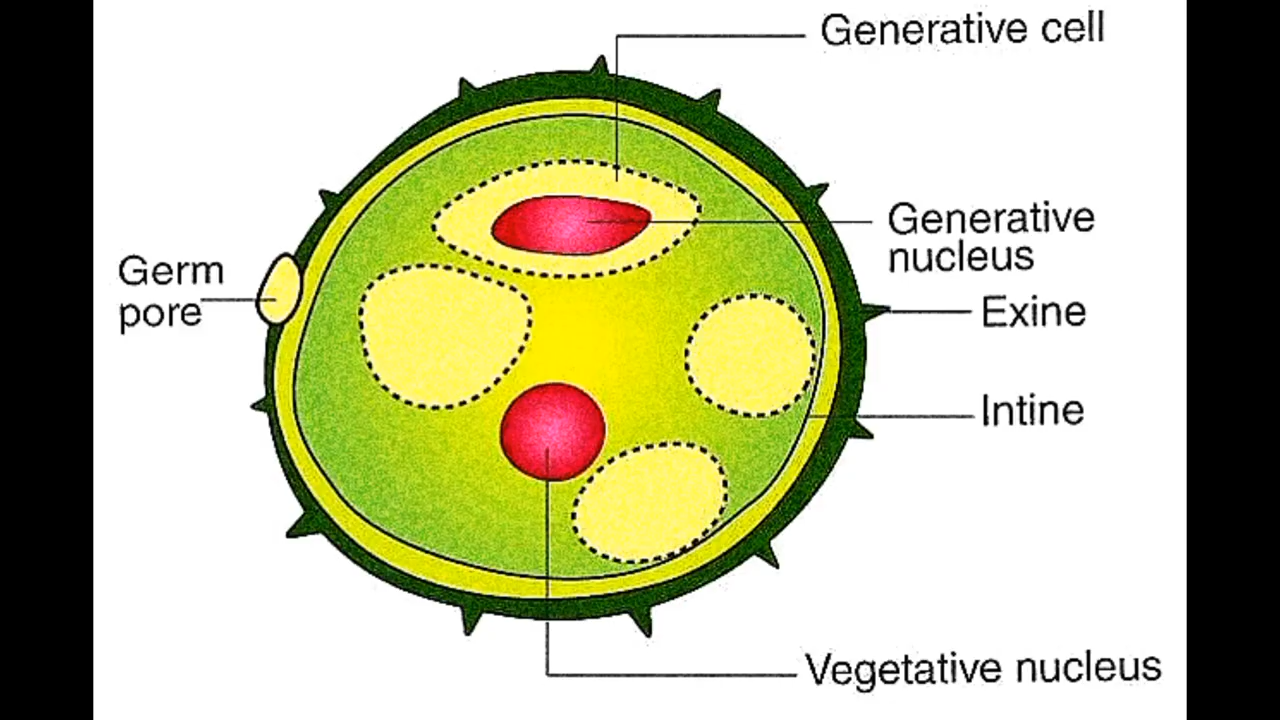 Generative cell
Generative
nucleus
Germ
pore
Exine
Intine
Vegetative nucleus